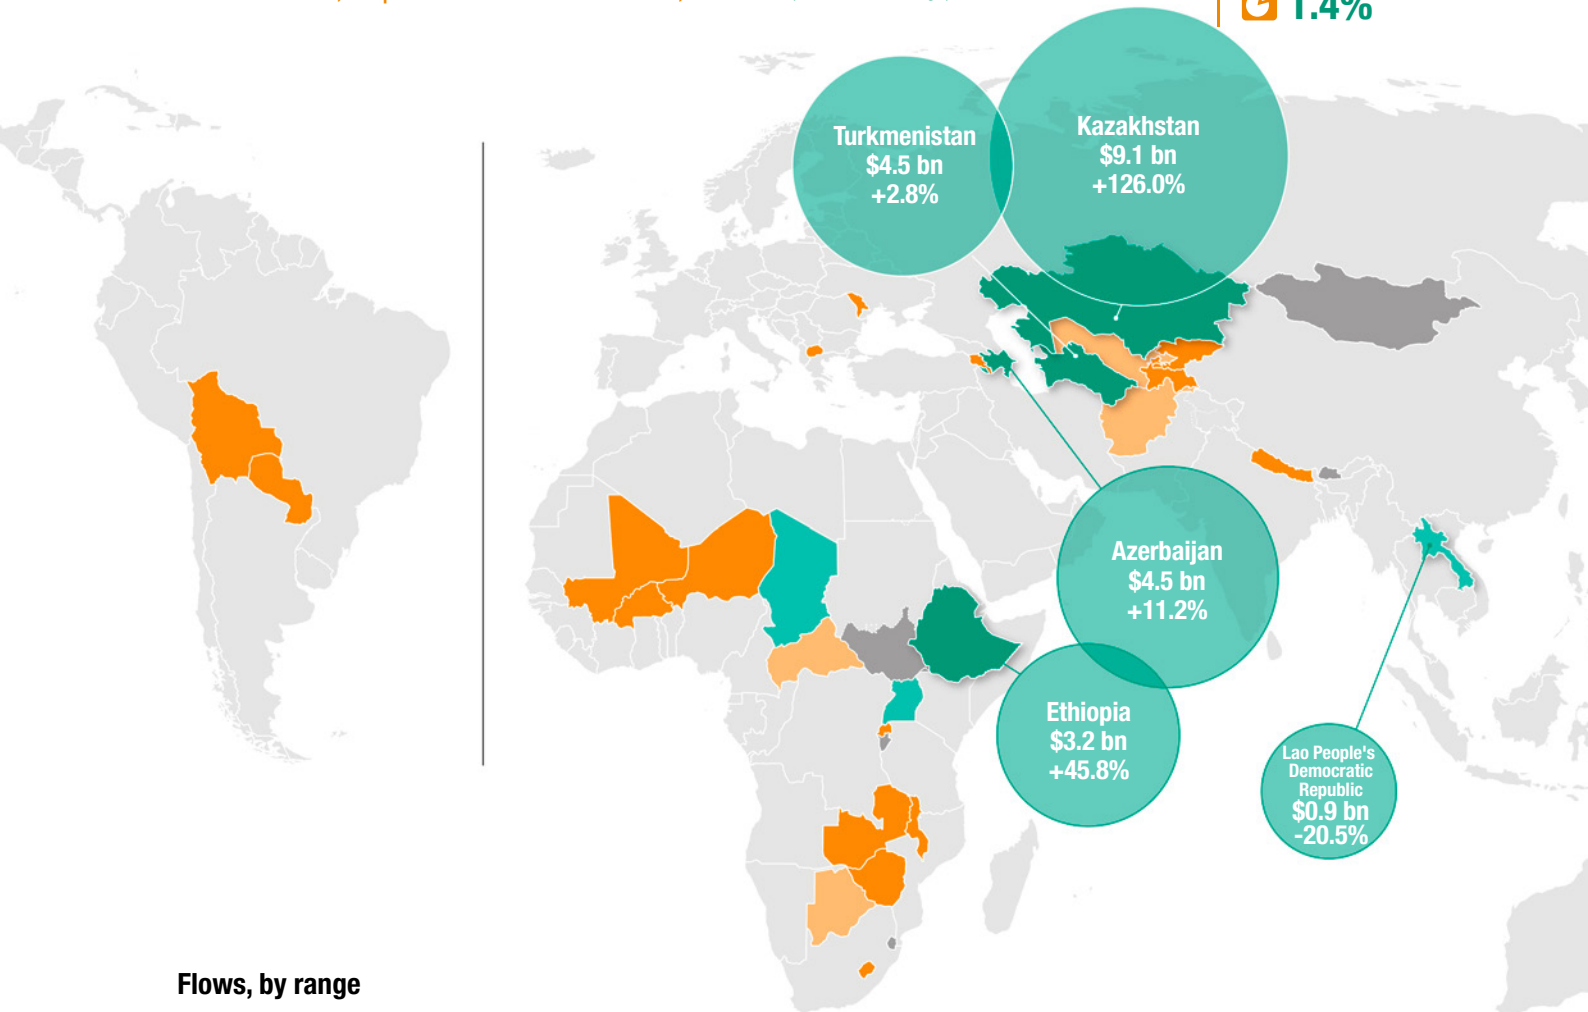 1.4%
Turkmenistan
$4.5 bn
+2.8%
Kazakhstan
$9.1 bn
+126.0%
Azerbaijan
$4.5 bn
+11.2%
Ethiopia
$3.2 bn
+45.8%
Lao People's
Democratic
Republic
$0.9 bn
-20.5%
Flows, by range